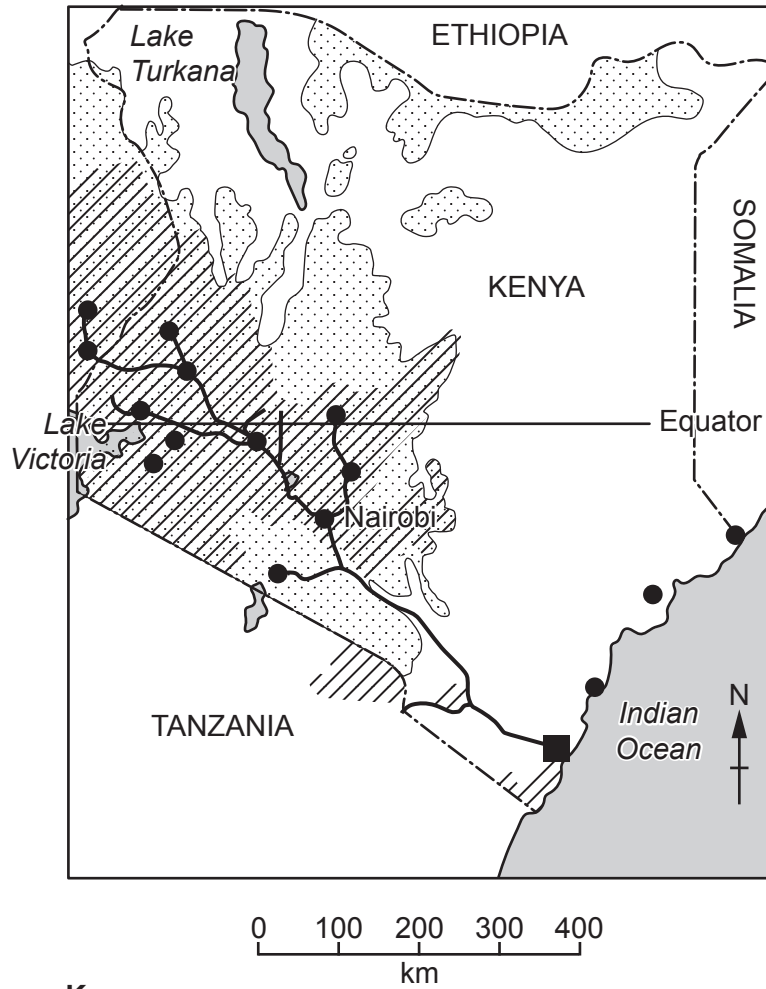 Lake
Turkana
ETHIOPIA
SOMALIA
KENYA
Lake
Victoria
Equator
Nairobi
TANZANIA
Indian
Ocean
N
0 100 200 300 400
km